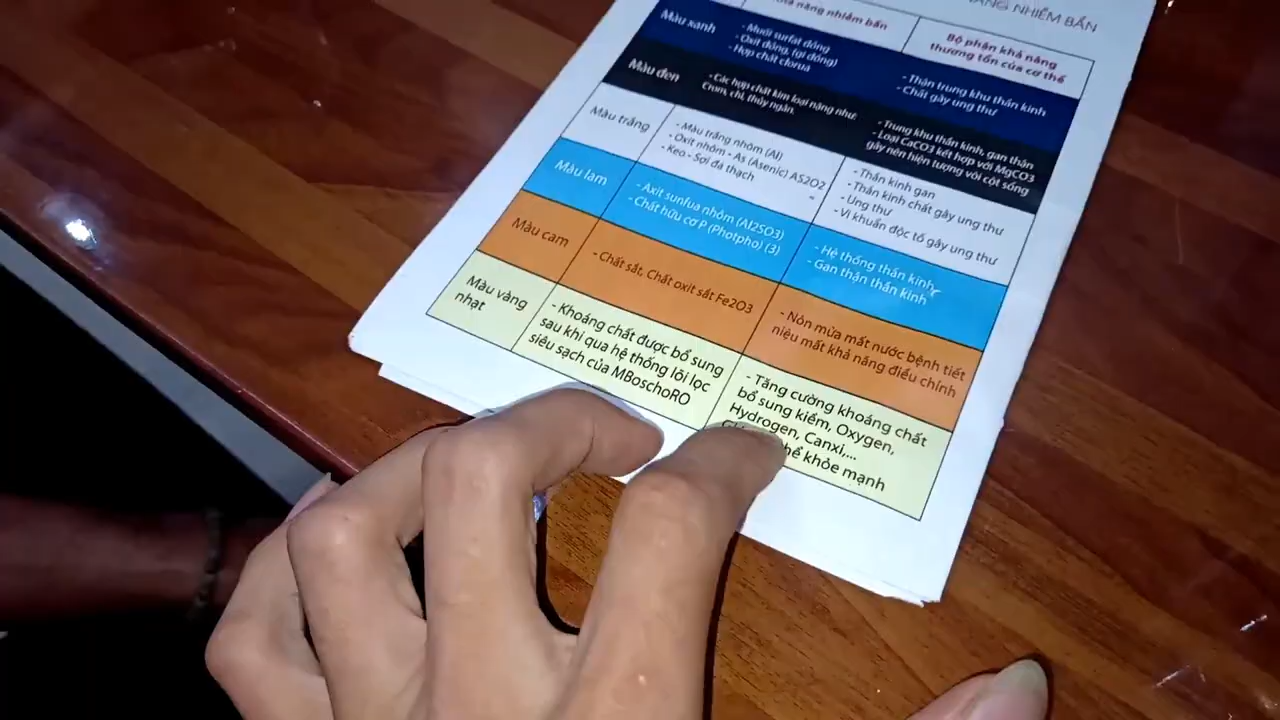 NHIỄM BẨN
năng nhiễm bẩn
Bộ phận khả năng
thương tổn của cơ thể
Màu xanh
- Muối surfat đồng
- Oxit đồng, (gỉ đồng)
- Hợp chất clorua
- Thận trung khu thần kinh
- Chất gây ung thư
Màu đen
- Các hợp chất kim loại nặng như:
Crom, chì, thủy ngân.
- Trung khu thần kinh, gan thận
- Loại CaCO3 kết hợp với MgCO3
gây nên hiện tượng vôi cột sống
Màu trắng
- Màu trắng nhôm (Al)
- Oxit nhôm - As (Asenic) AS2O2
- Keo - Sợi đá thạch
- Thần kinh gan
- Thần kinh chất gây ung thư
- Ung thư
- Vi khuẩn độc tố gây ung thư
Màu lam
- Axit sunfua nhôm (Al2SO3)
- Chất hữu cơ P (Photpho) (3)
- Hệ thống thần kinh
- Gan thận thần kinh
Màu cam
- Chất sắt, Chất oxit sắt Fe2O3
- Nôn mửa mất nước bệnh tiết
niệu mất khả năng điều chỉnh
Màu vàng
nhạt
- Khoáng chất được bổ sung
sau khi qua hệ thống lõi lọc
siêu sạch của MBoschoRO
- Tăng cường khoáng chất
bổ sung kiềm, Oxygen,
Hydrogen, Canxi,...
khỏe mạnh